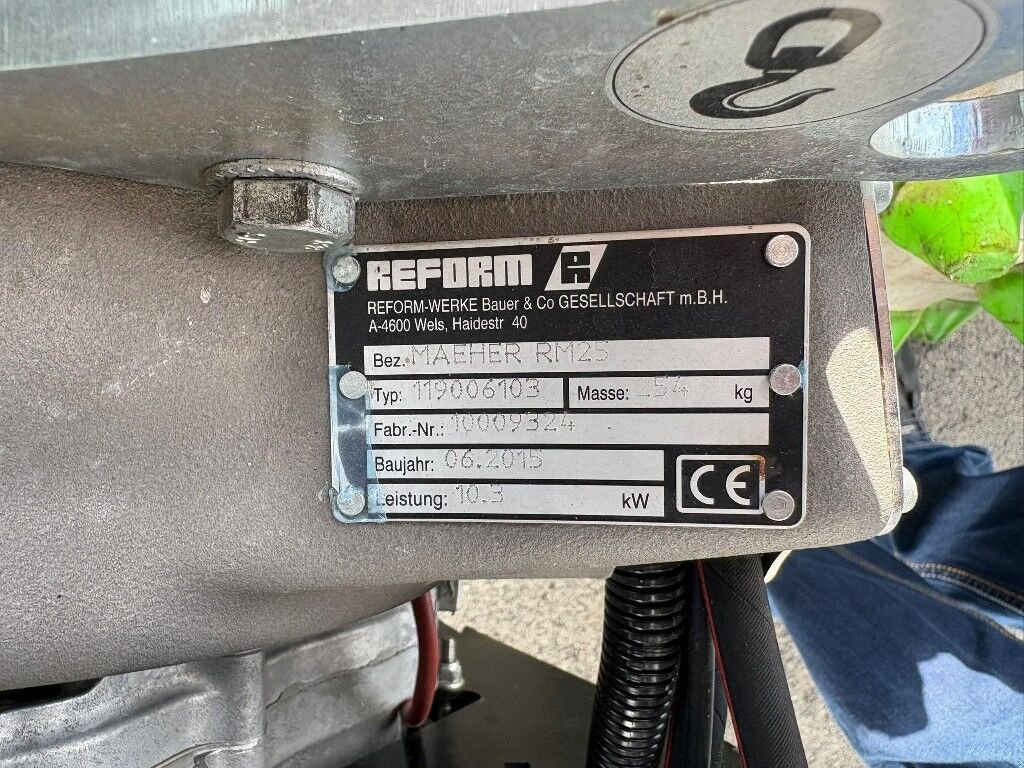 REFORM
REFORM-WERKE Bauer & Co GESELLSCHAFT m.B.H.
A-4600 Wels, Haidestr 40
Bez. MAEHER RM25
Typ: 119006103 Masse: 254 kg
Fabr.-Nr.: 10009324
Baujahr: 06.2015
Leistung: 10.3 kW
CE